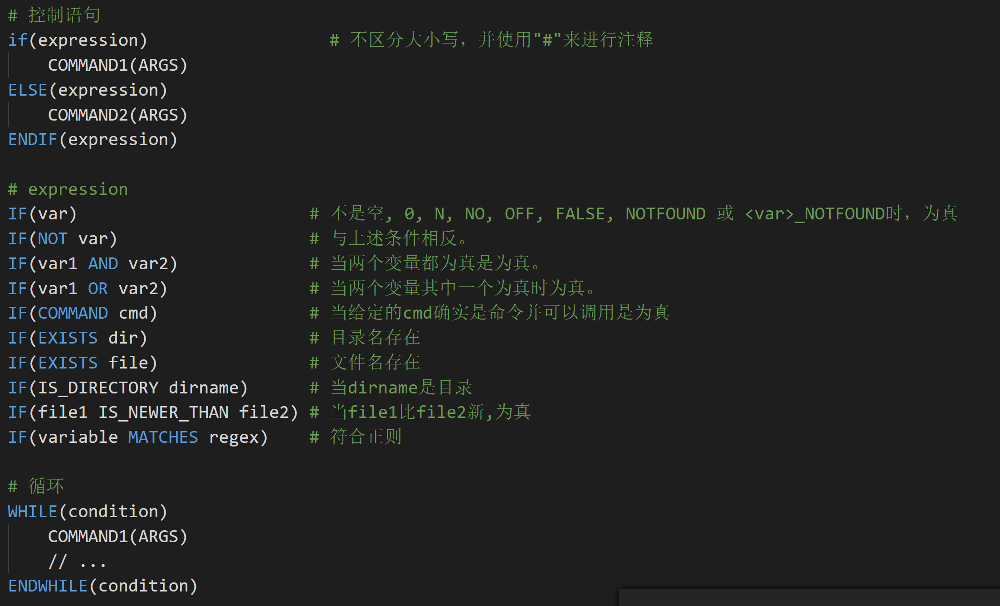 # 控制语句
if(expression) # 不区分大小写，并使用"#"来进行注释
COMMAND1(ARGS)
ELSE(expression)
COMMAND2(ARGS)
ENDIF(expression)
# expression
IF(var) # 不是空, 0, N, NO, OFF, FALSE, NOTFOUND 或 <var>_NOTFOUND时，为真
IF(NOT var) # 与上述条件相反。
IF(var1 AND var2) # 当两个变量都为真是为真。
IF(var1 OR var2) # 当两个变量其中一个为真时为真。
IF(COMMAND cmd) # 当给定的cmd确实是命令并可以调用是为真
IF(EXISTS dir) # 目录名存在
IF(EXISTS file) # 文件名存在
IF(IS_DIRECTORY dirname) # 当dirname是目录
IF(file1 IS_NEWER_THAN file2) # 当file1比file2新,为真
IF(variable MATCHES regex) # 符合正则
# 循环
WHILE(condition)
COMMAND1(ARGS)
// ...
ENDWHILE(condition)